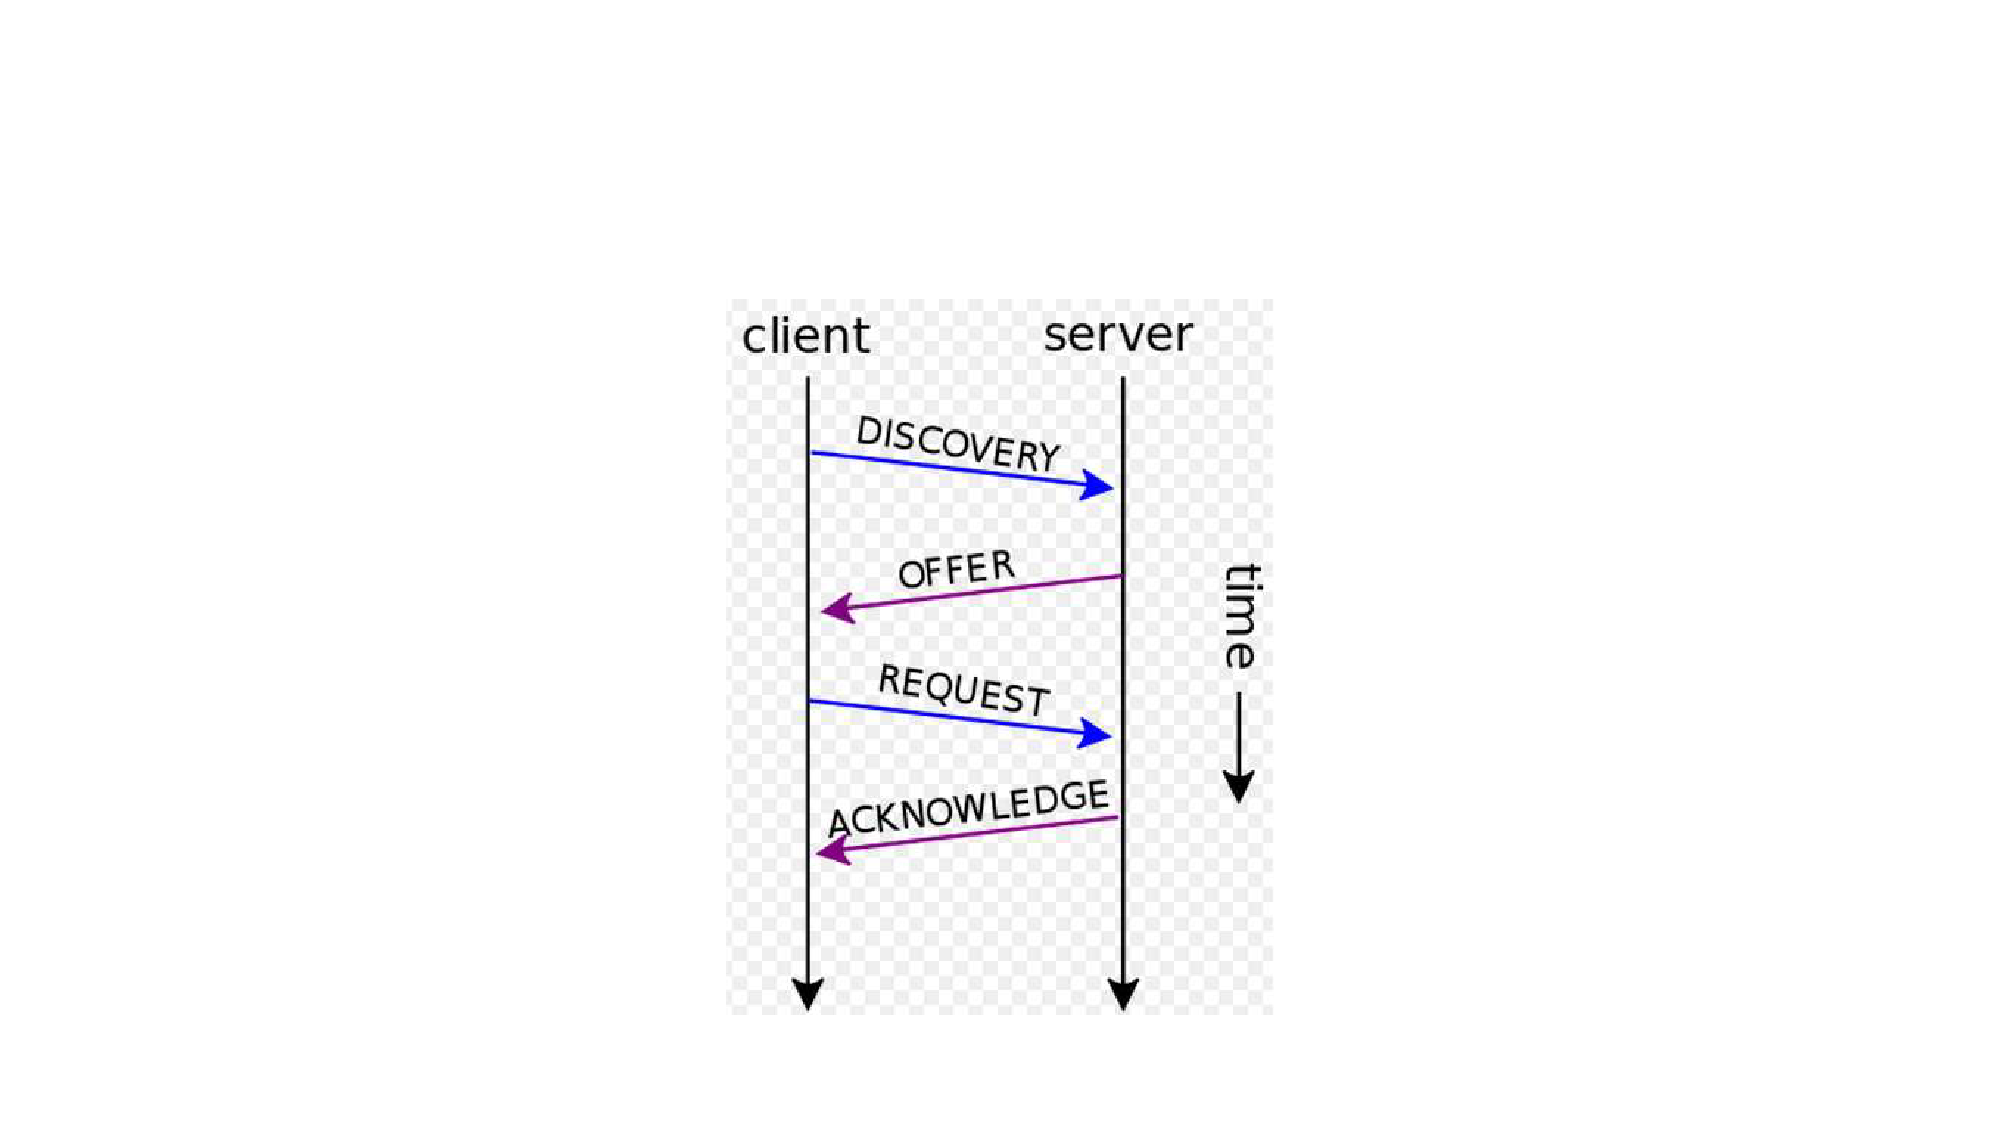 client
server
DISCOVERY
OFFER
time
REQUEST
ACKNOWLEDGE